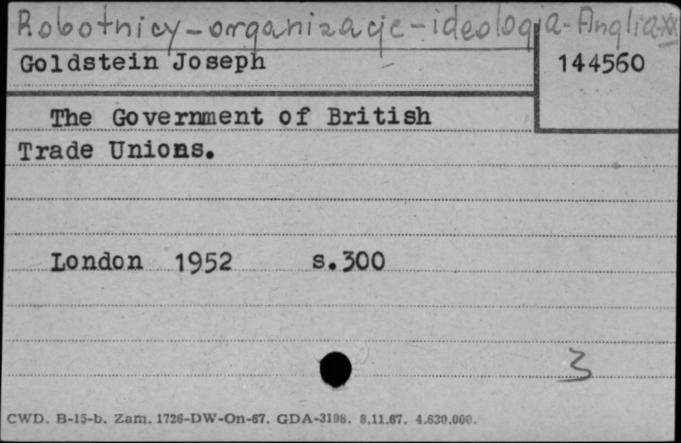 Robotnicy-organizacje-ideologia-Anglia-xx
Goldstein Joseph
144560
The Government of British
Trade Unions.
London 1952 s.300
3
CWD. B-15-b. Zam. 1726-DW-On-67. GDA-3198. 8.11.67. 4.630.000.